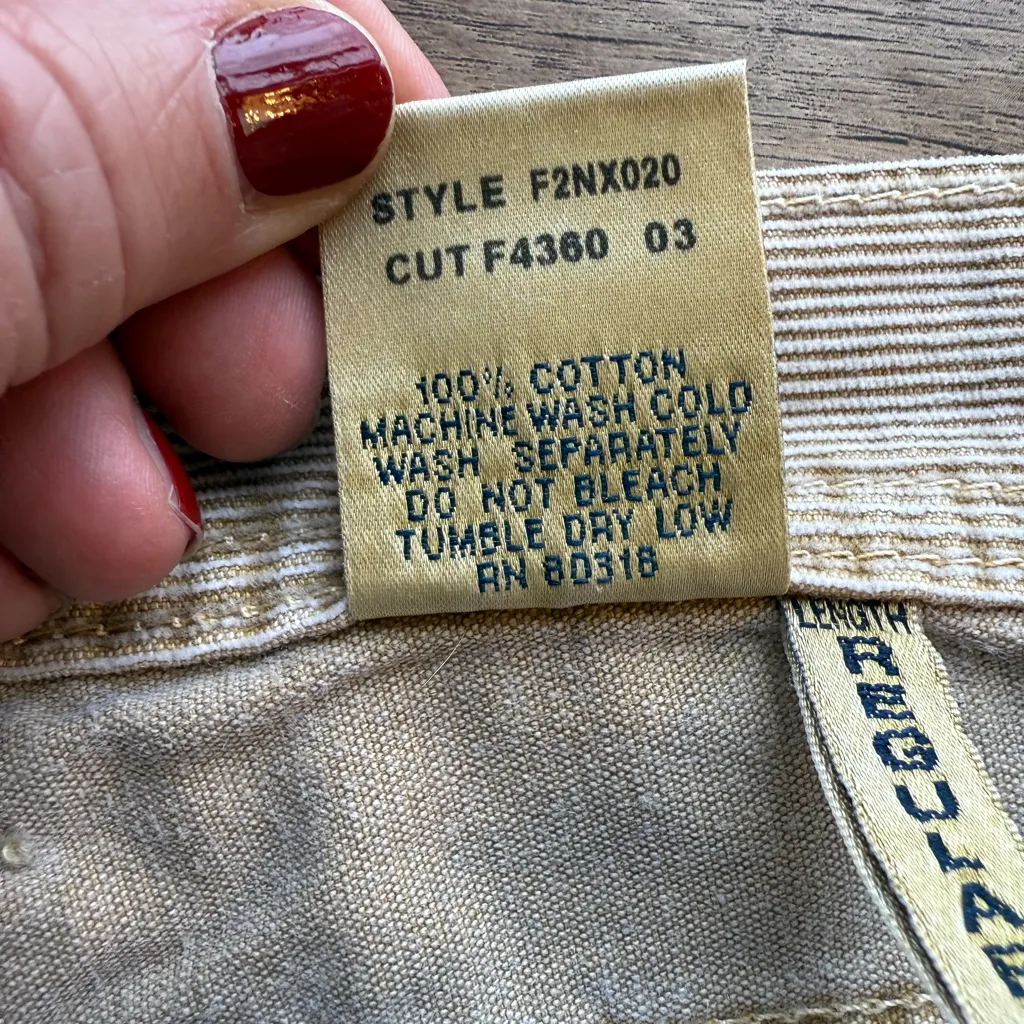 STYLE F2NX020
CUT F4360 03
100% COTTON
MACHINE WASH COLD
WASH SEPARATELY
DO NOT BLEACH
TUMBLE DRY LOW
RN 80318
LENGTH
REGULAR